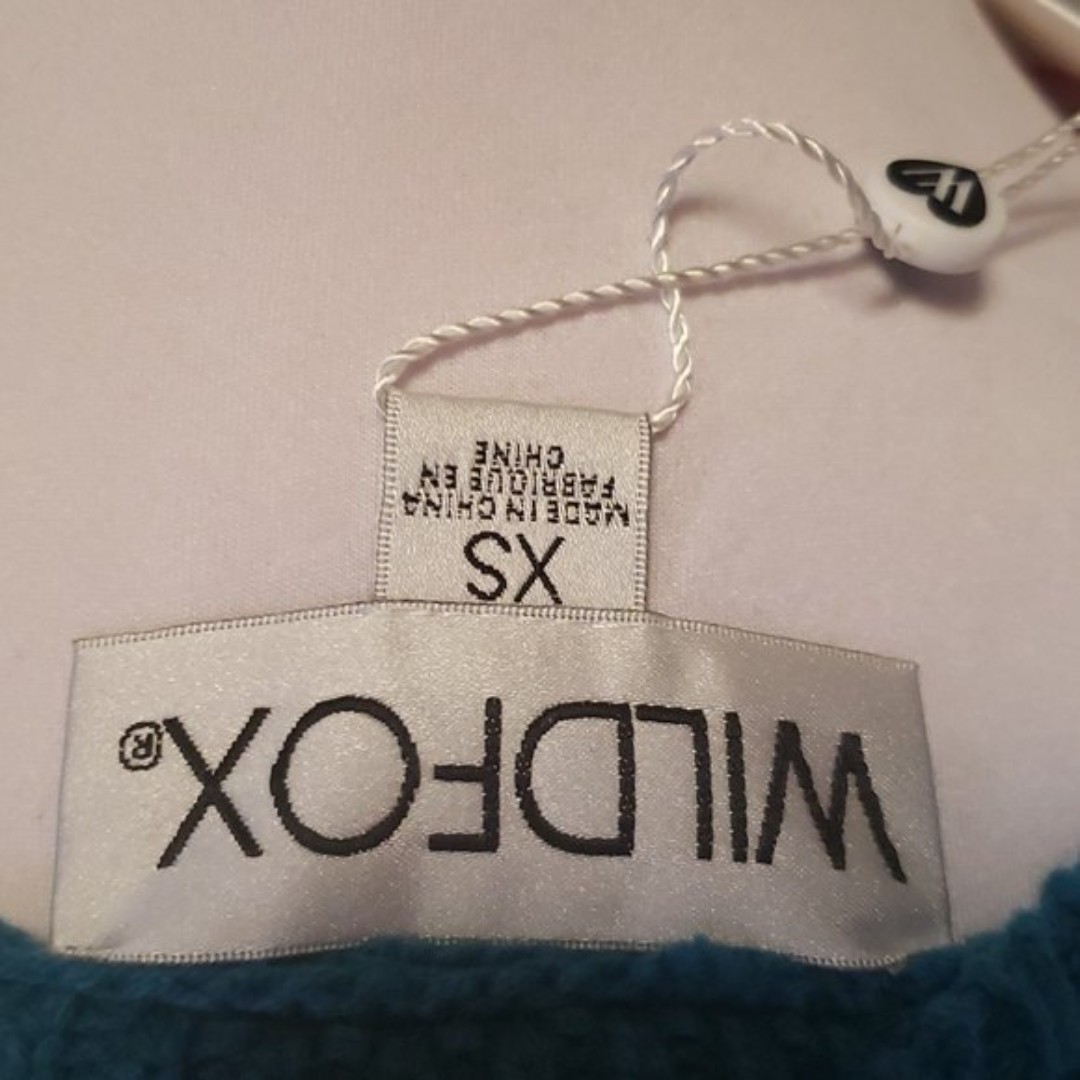 WILDFOX®
XS
MADE IN CHINA
FABRIQUE EN
CHINE
W